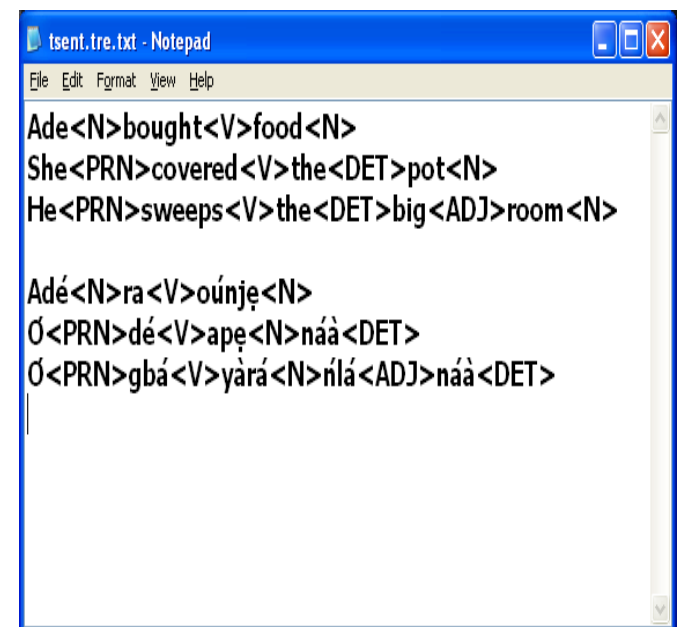 tsent.tre.txt - Notepad
File Edit Format View Help
Ade<N>bought<V>food<N>
She<PRN>covered<V>the<DET>pot<N>
He<PRN>sweeps<V>the<DET>big<ADJ>room<N>
Adé<N>ra<V>oúnjẹ<N>
Ó<PRN>dé<V>apẹ<N>náà<DET>
Ó<PRN>gbá<V>yàrá<N>ńlá<ADJ>náà<DET>